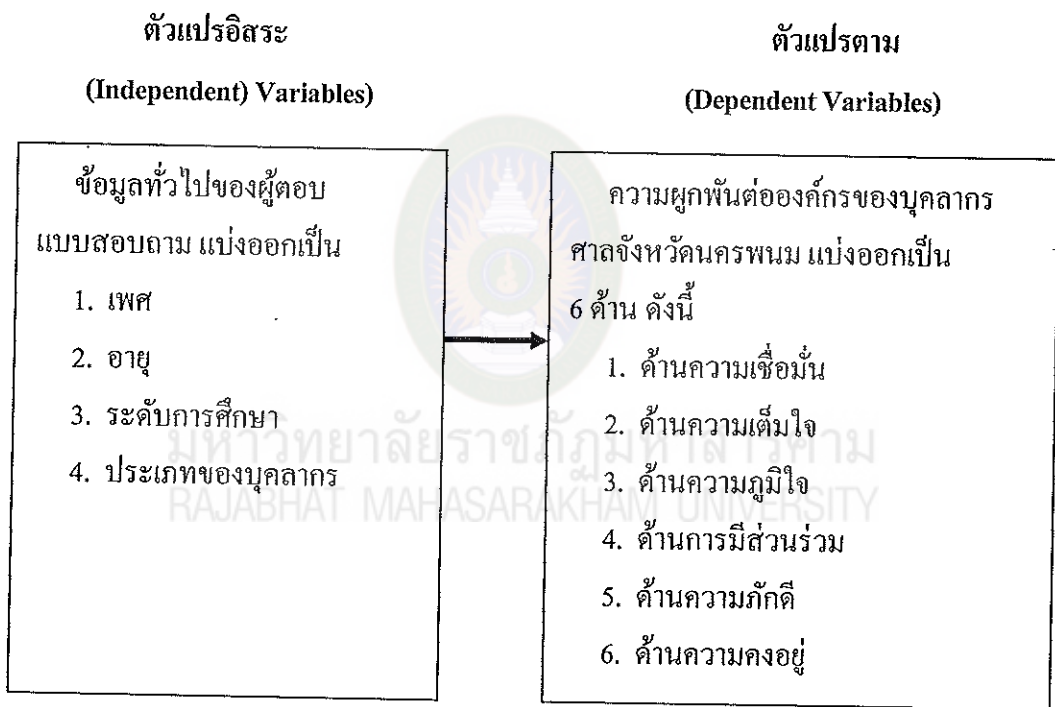 ตัวแปรอิสระ
(Independent) Variables)
ข้อมูลทั่วไปของผู้ตอบ
แบบสอบถาม แบ่งออกเป็น
1. เพศ
2. อายุ
3. ระดับการศึกษา
4. ประเภทของบุคลากร
ตัวแปรตาม
(Dependent Variables)
ความผูกพันต่อองค์กรของบุคลากร
ศาลจังหวัดนครพนม แบ่งออกเป็น
6 ด้าน ดังนี้
1. ด้านความเชื่อมั่น
2. ด้านความเต็มใจ
3. ด้านความภูมิใจ
4. ด้านการมีส่วนร่วม
5. ด้านความภักดี
6. ด้านความคงอยู่
มหาวิทยาลัยราชภัฏมหาสารคาม
RAJABHAT MAHASARAKHAM UNIVERSITY